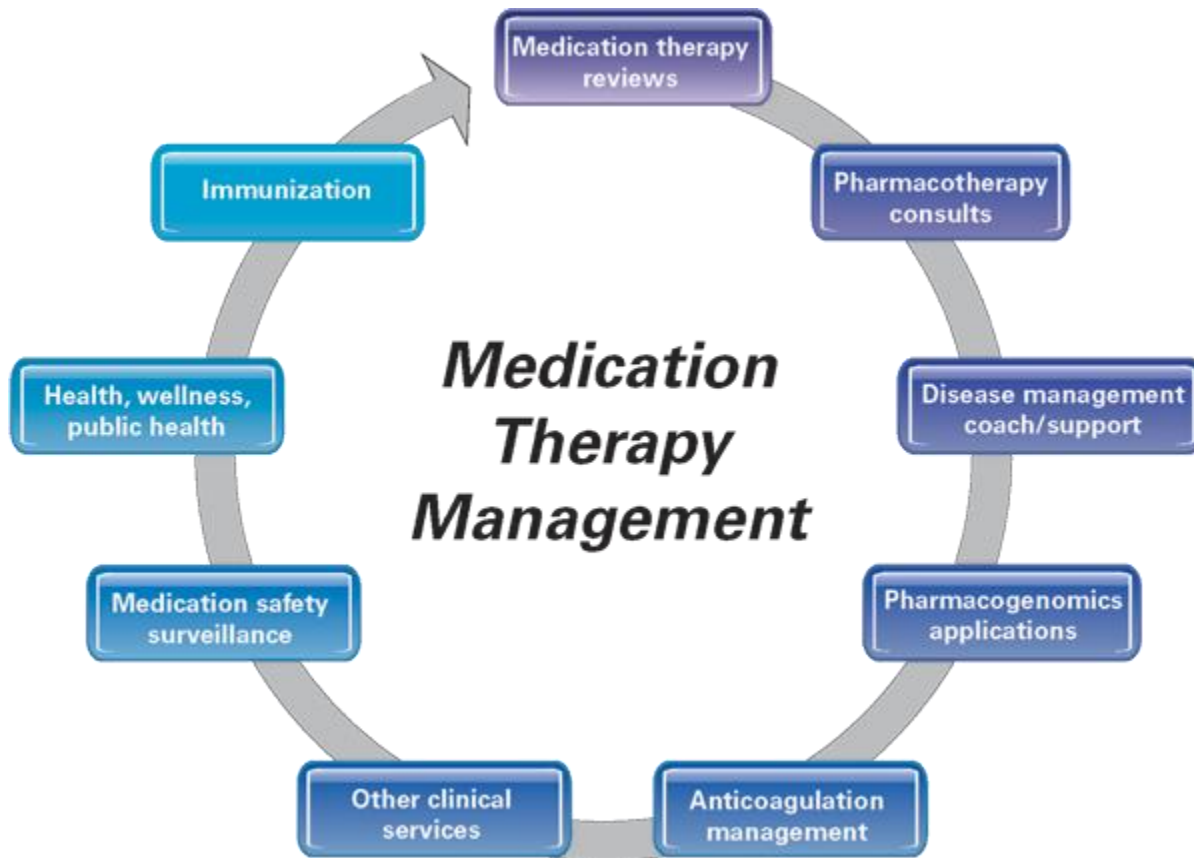 Medication therapy
reviews
Pharmacotherapy
consults
Disease management
coach/support
Pharmacogenomics
applications
Anticoagulation
management
Other clinical
services
Medication safety
surveillance
Health, wellness,
public health
Immunization
Medication
Therapy
Management